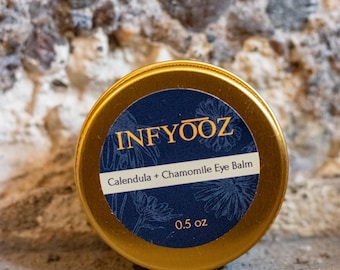 INFYOOZ
Calendula + Chamomile Eye Balm
0.5 oz